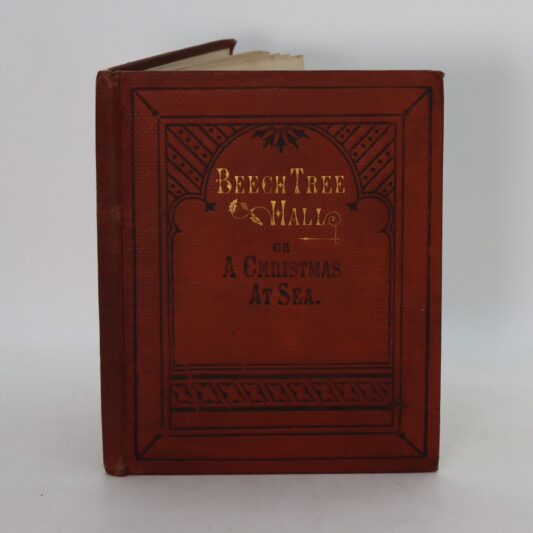 BEECH TREE
HALL
OR
A CHRISTMAS
AT SEA.